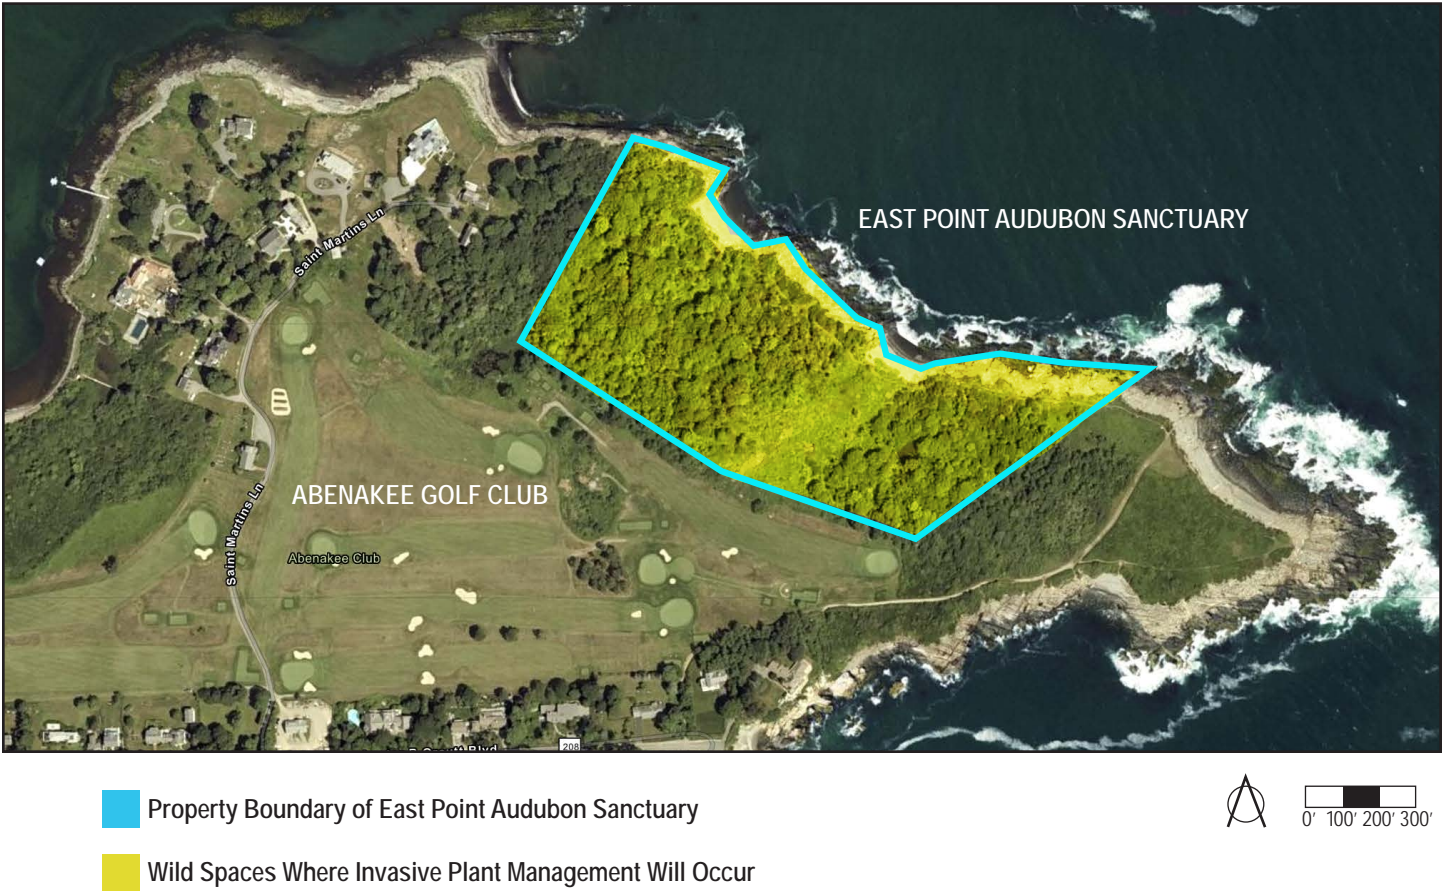 EAST POINT AUDUBON SANCTUARY
Saint Martins Ln
ABENAKEE GOLF CLUB
Saint Martins Ln
Abenakee Club
Blvd
208
Property Boundary of East Point Audubon Sanctuary
0' 100' 200' 300'
Wild Spaces Where Invasive Plant Management Will Occur